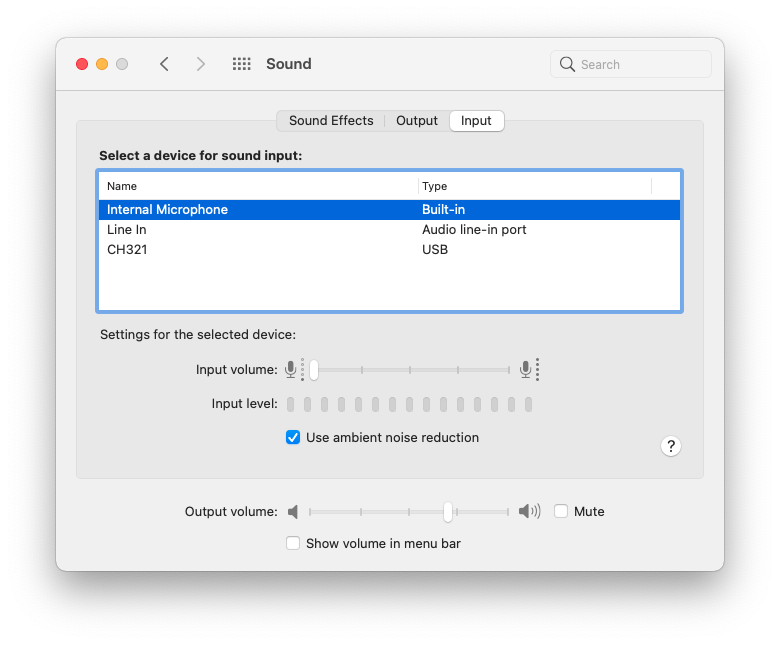 Sound
Search
Sound Effects Output Input
Select a device for sound input:
Name Type
Internal Microphone Built-in
Line In Audio line-in port
CH321 USB
Settings for the selected device:
Input volume:
Input level:
Use ambient noise reduction
?
Output volume: Mute
Show volume in menu bar